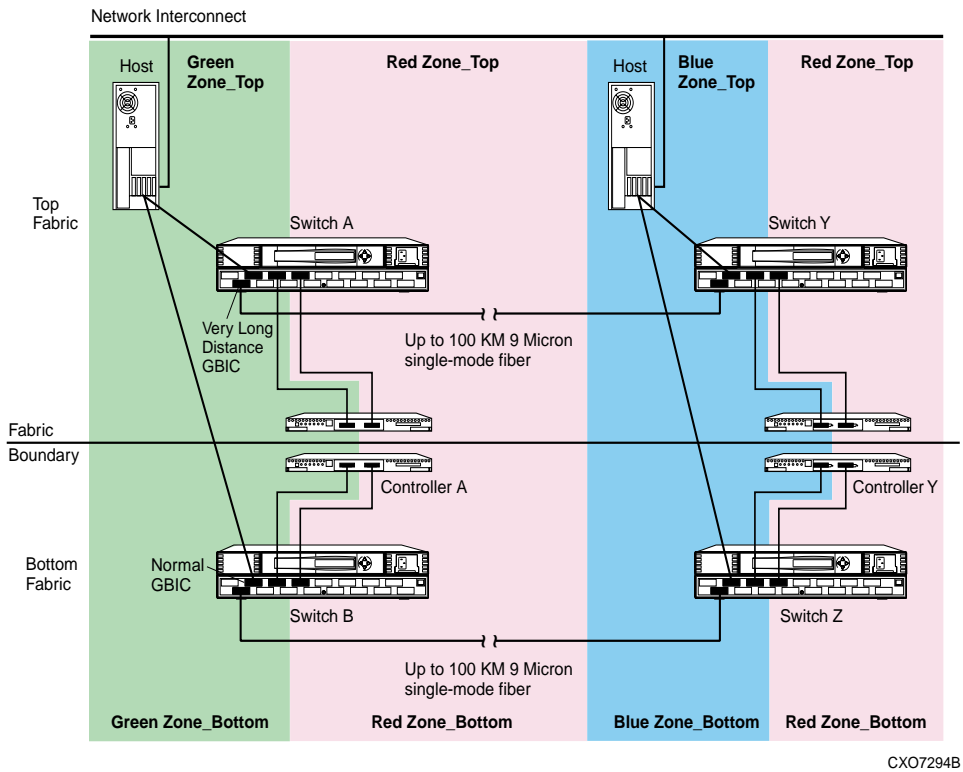 Network Interconnect
Host
Green
Zone_Top
Red Zone_Top
Host
Blue
Zone_Top
Red Zone_Top
Top
Fabric
Switch A
Switch Y
Very Long
Distance
GBIC
Up to 100 KM 9 Micron
single-mode fiber
Fabric
Boundary
Controller A
Controller Y
Bottom
Fabric
Normal
GBIC
Switch B
Switch Z
Up to 100 KM 9 Micron
single-mode fiber
Green Zone_Bottom
Red Zone_Bottom
Blue Zone_Bottom
Red Zone_Bottom
CXO7294B